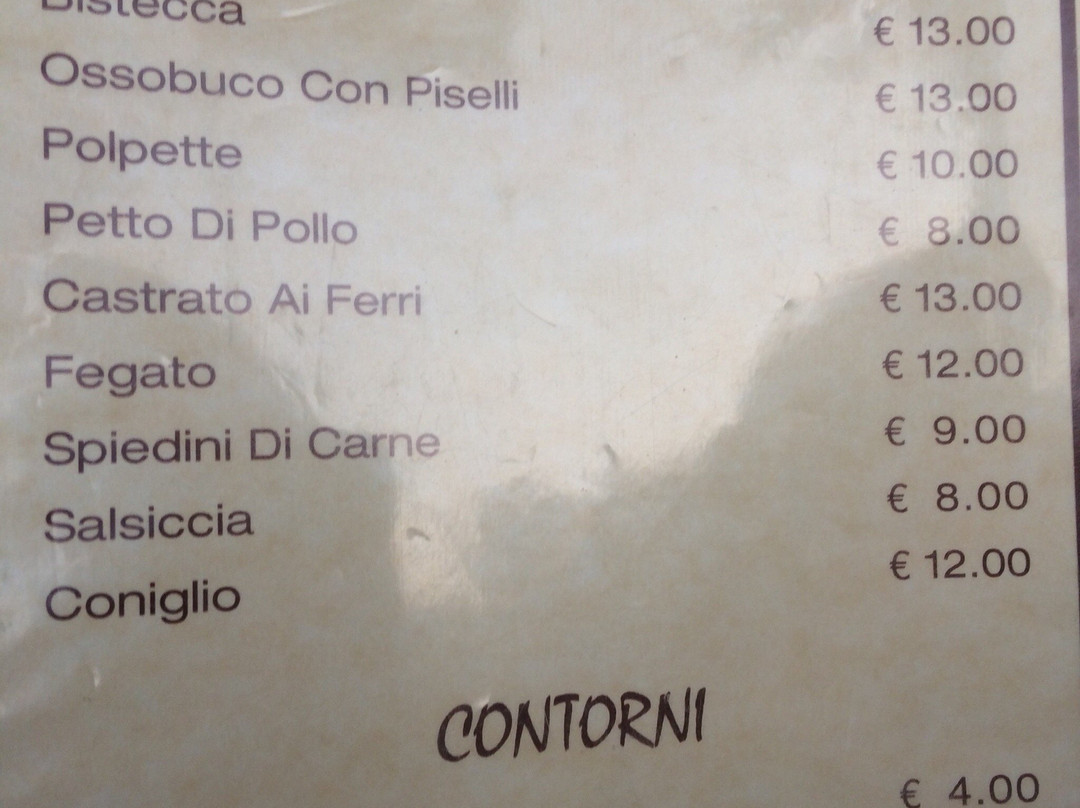 Bistecca € 13.00
Ossobuco Con Piselli € 13.00
Polpette € 10.00
Petto Di Pollo € 8.00
Castrato Ai Ferri € 13.00
Fegato € 12.00
Spiedini Di Carne € 9.00
Salsiccia € 8.00
Coniglio € 12.00
CONTORNI
€ 4.00